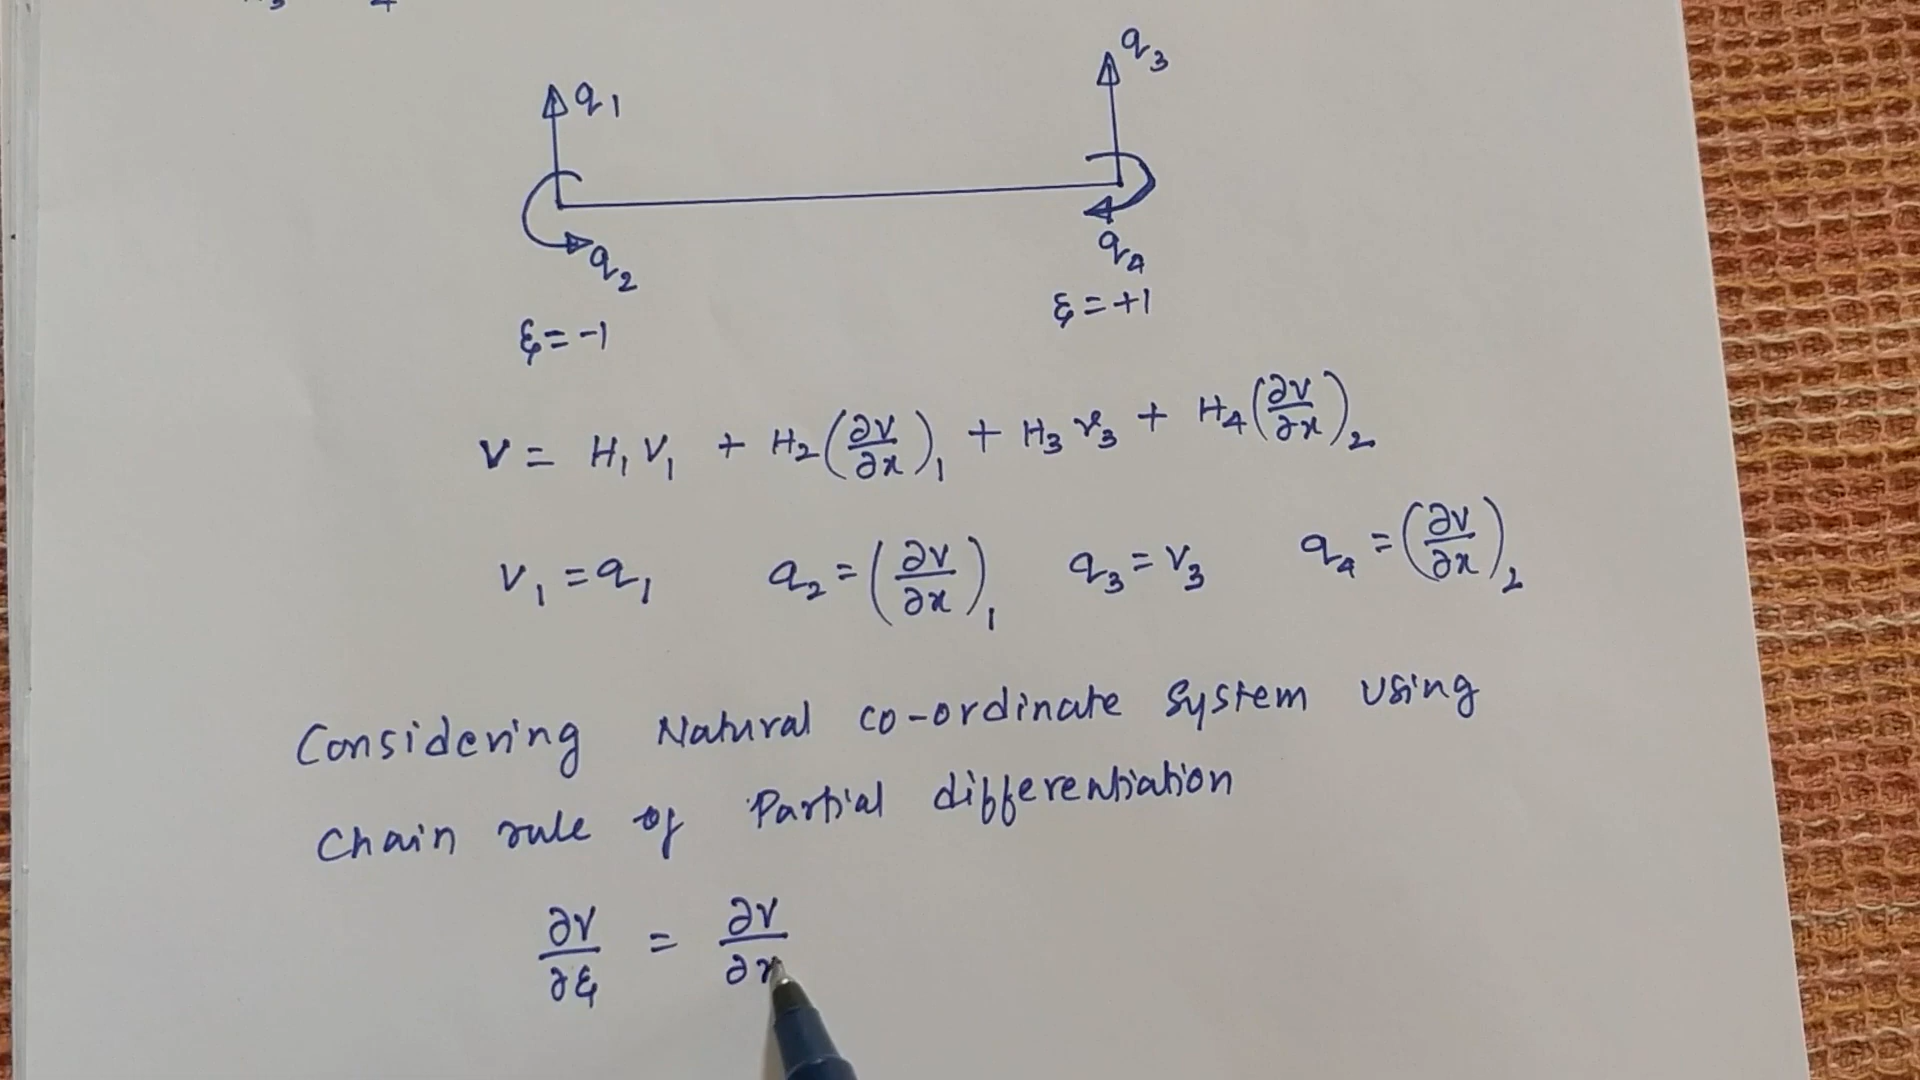 q₁ q₃
q₂ q₄
ξ = -1 ξ = +1
V = H₁ V₁ + H₂ (∂V/∂x)₁ + H₃ V₃ + H₄ (∂V/∂x)₂
V₁ = q₁ q₂ = (∂V/∂x)₁ q₃ = V₃ q₄ = (∂V/∂x)₂
Considering Natural co-ordinate system using
Chain rule of Partial differentiation
∂V/∂ξ = ∂V/∂x